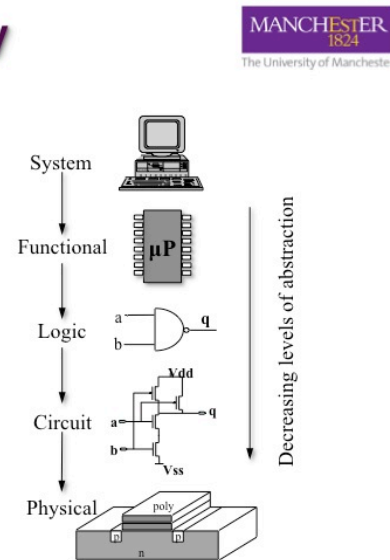 MANCHESTER
1824
The University of Manchester
System
Functional
µP
Logic
a
b
q
Circuit
Vdd
a
q
b
Vss
Physical
poly
p
p
n
Decreasing levels of abstraction